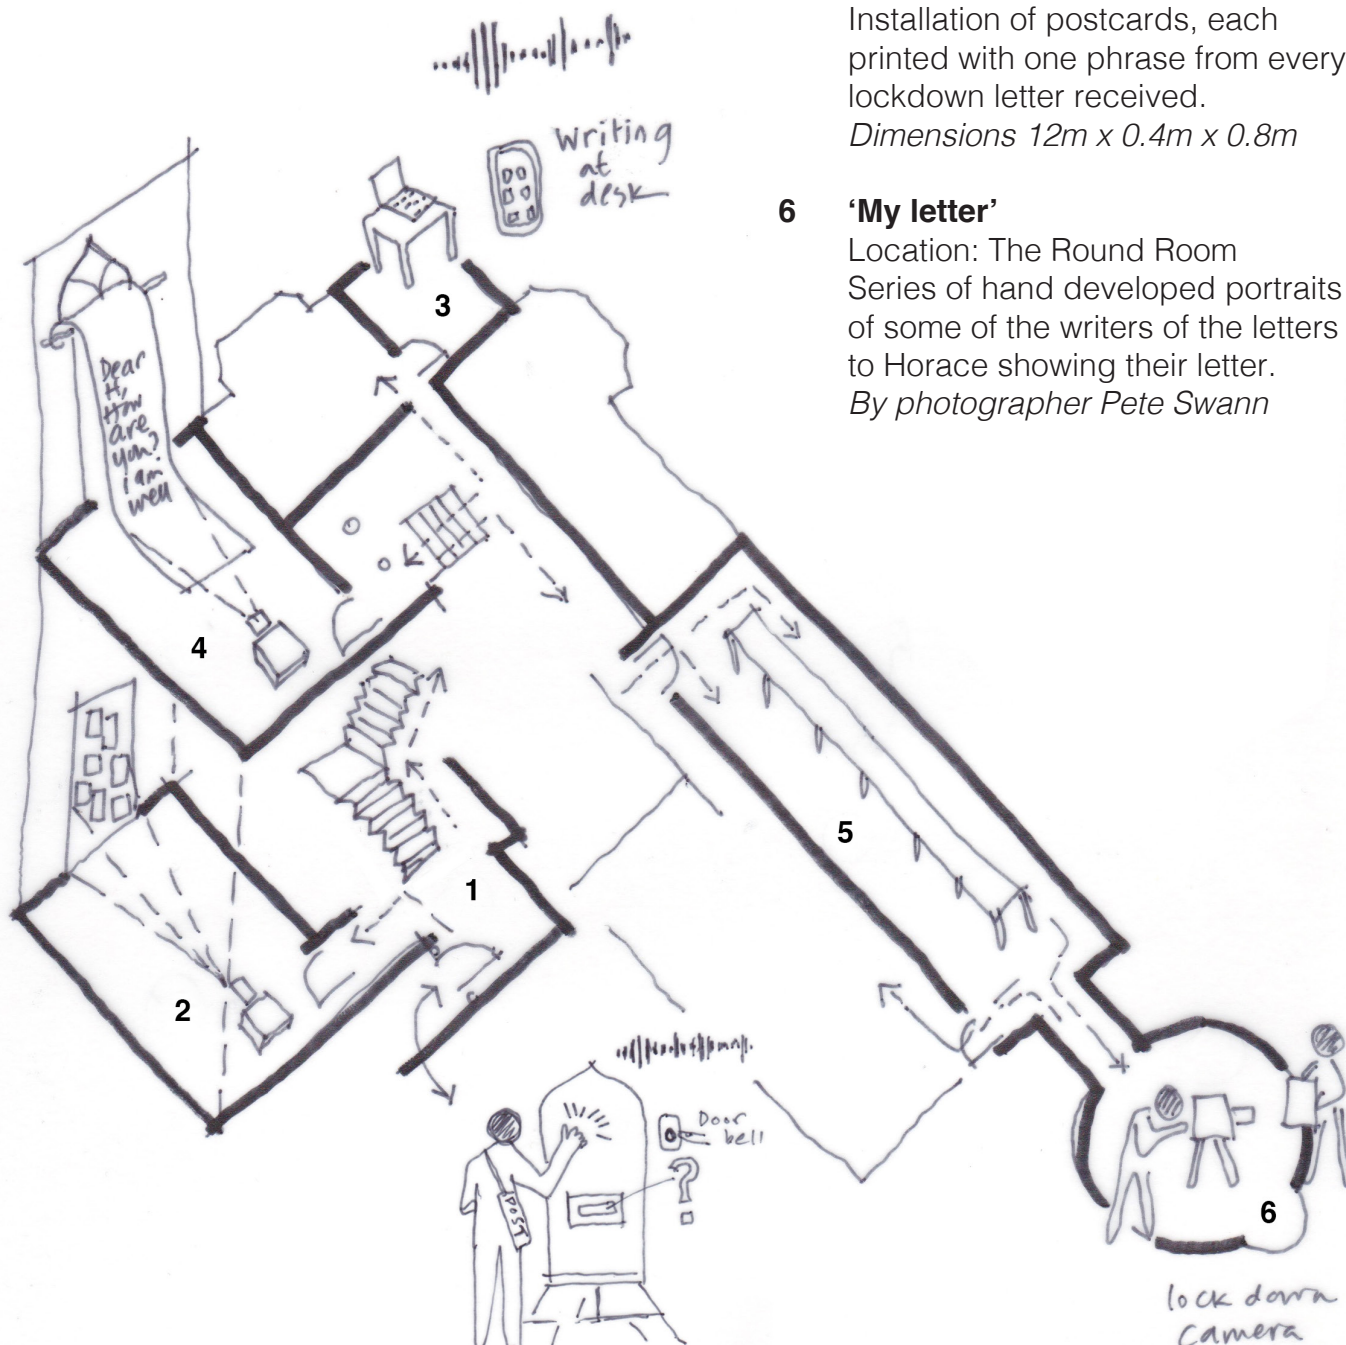 Installation of postcards, each
printed with one phrase from every
lockdown letter received.
Dimensions 12m x 0.4m x 0.8m
6 'My letter'
Location: The Round Room
Series of hand developed portraits
of some of the writers of the letters
to Horace showing their letter.
By photographer Pete Swann
Writing
at
desk
3
Dear
H,
How
are
you?
i am
well
4
5
1
2
Door
bell
?
POST
6
lock down
camera